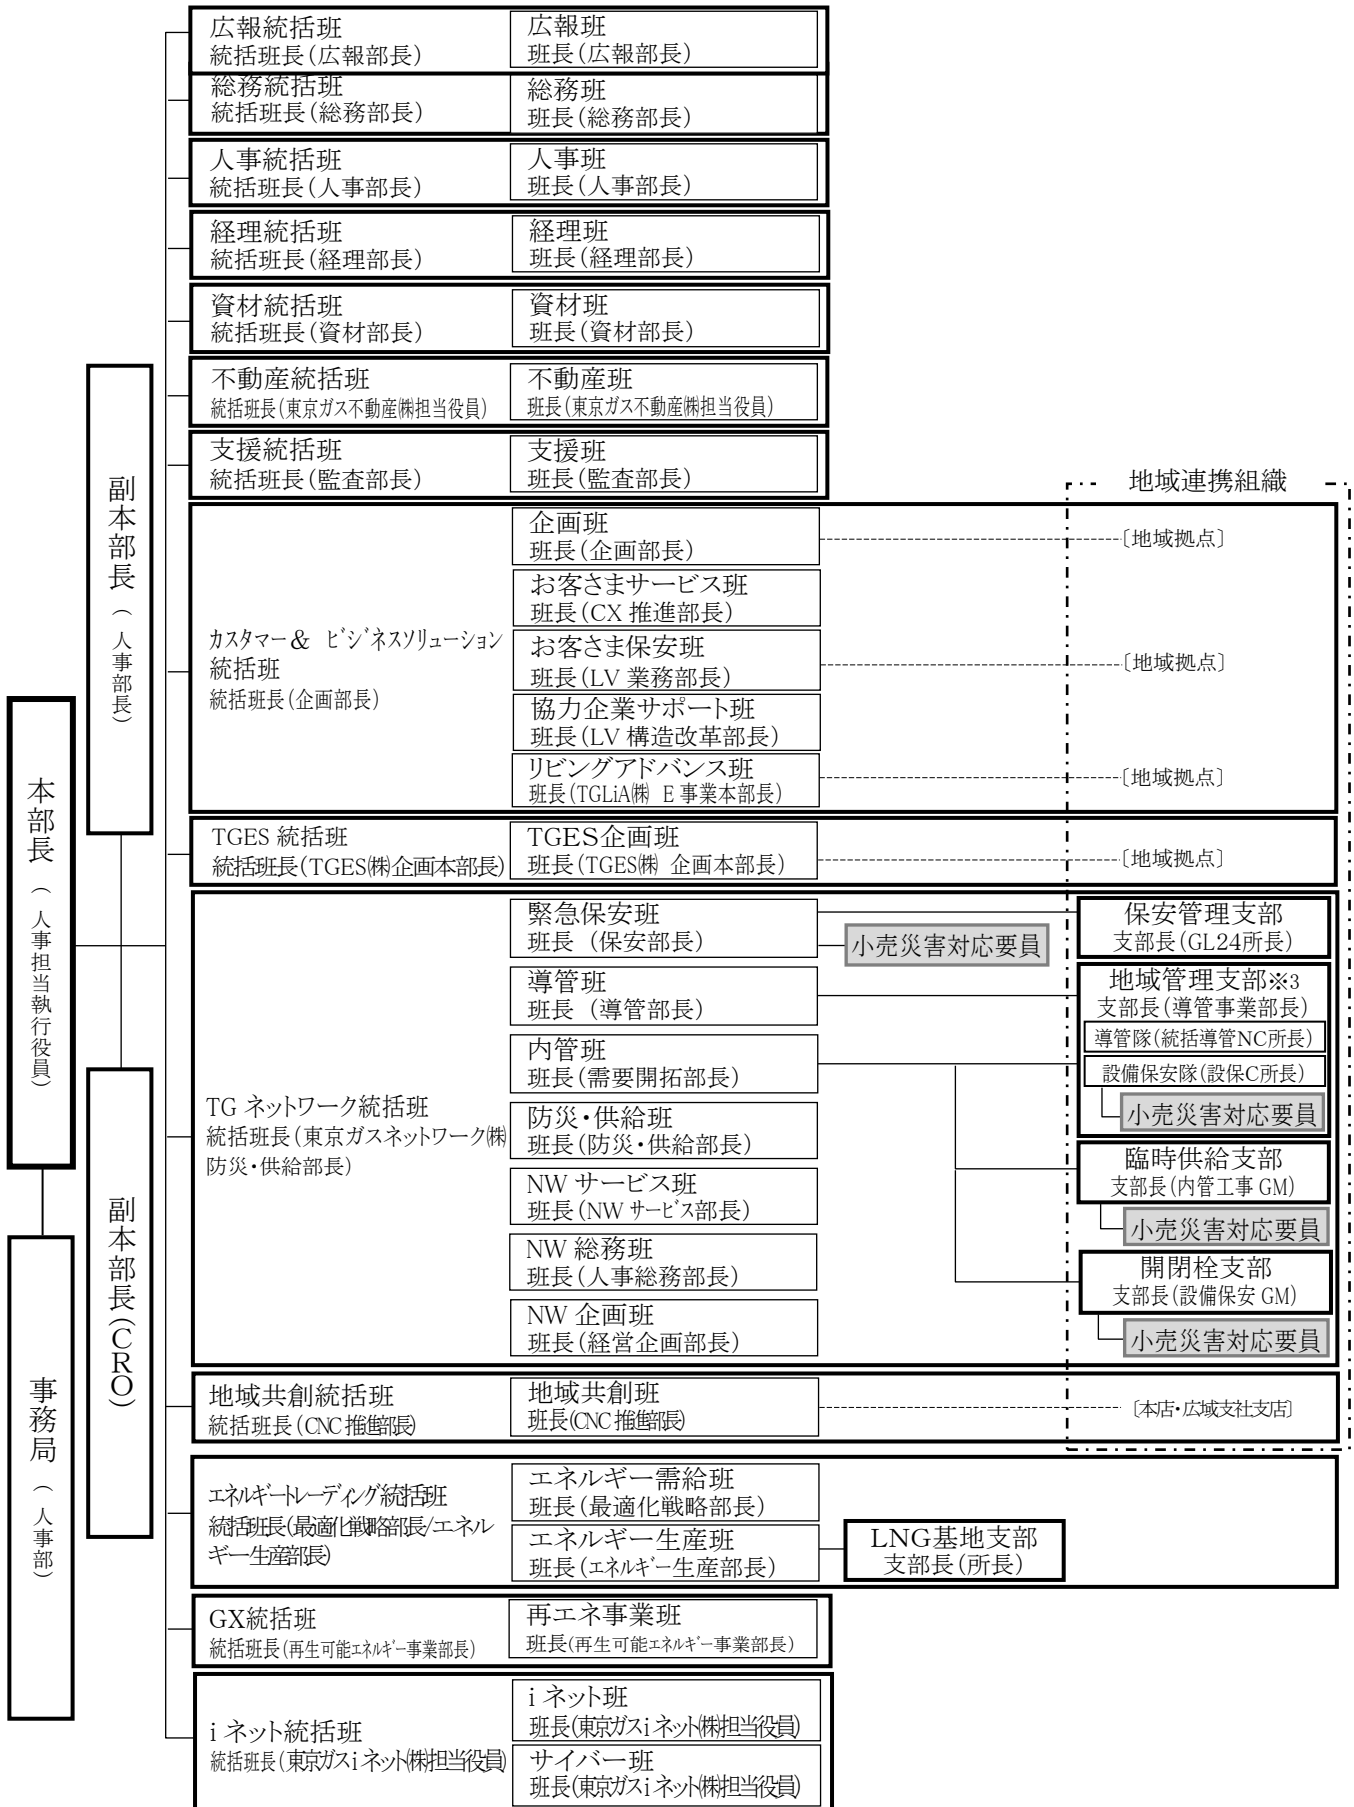 本部長（人事担当執行役員）
事務局（人事部）
副本部長（人事部長）
副本部長（CRO）
広報統括班
統括班長（広報部長）
広報班
班長（広報部長）
総務統括班
統括班長（総務部長）
総務班
班長（総務部長）
人事統括班
統括班長（人事部長）
人事班
班長（人事部長）
経理統括班
統括班長（経理部長）
経理班
班長（経理部長）
資材統括班
統括班長（資材部長）
資材班
班長（資材部長）
不動産統括班
統括班長（東京ガス不動産㈱担当役員）
不動産班
班長（東京ガス不動産㈱担当役員）
支援統括班
統括班長（監査部長）
支援班
班長（監査部長）
地域連携組織
カスタマー＆ ビジネスソリューション
統括班
統括班長（企画部長）
企画班
班長（企画部長）
〔地域拠点〕
お客さまサービス班
班長（CX 推進部長）
お客さま保安班
班長（LV 業務部長）
〔地域拠点〕
協力企業サポート班
班長（LV 構造改革部長）
リビングアドバンス班
班長（TGLiA㈱ E 事業本部長）
〔地域拠点〕
TGES 統括班
統括班長（TGES㈱企画本部長）
TGES企画班
班長（TGES㈱ 企画本部長）
〔地域拠点〕
TG ネットワーク統括班
統括班長（東京ガスネットワーク㈱
防災・供給部長）
緊急保安班
班長 （保安部長）
小売災害対応要員
保安管理支部
支部長（GL24所長）
導管班
班長 （導管部長）
地域管理支部※3
支部長（導管事業部長）
導管隊（統括導管NC所長）
設備保安隊（設保C所長）
小売災害対応要員
内管班
班長（需要開拓部長）
防災・供給班
班長（防災・供給部長）
臨時供給支部
支部長（内管工事 GM）
小売災害対応要員
NW サービス班
班長（NW サービス部長）
NW 総務班
班長（人事総務部長）
開閉栓支部
支部長（設備保安 GM）
小売災害対応要員
NW 企画班
班長（経営企画部長）
地域共創統括班
統括班長（CNC 推進部長）
地域共創班
班長（CNC 推進部長）
〔本店・広域支社支店〕
エネルギートレーディング統括班
統括班長（最適化戦略部長/エネル
ギー生産部長）
エネルギー需給班
班長（最適化戦略部長）
エネルギー生産班
班長（エネルギー生産部長）
LNG基地支部
支部長（所長）
GX統括班
統括班長（再生可能エネルギー事業部長）
再エネ事業班
班長（再生可能エネルギー事業部長）
i ネット統括班
統括班長（東京ガス i ネット㈱担当役員）
i ネット班
班長（東京ガス i ネット㈱担当役員）
サイバー班
班長（東京ガス i ネット㈱担当役員）